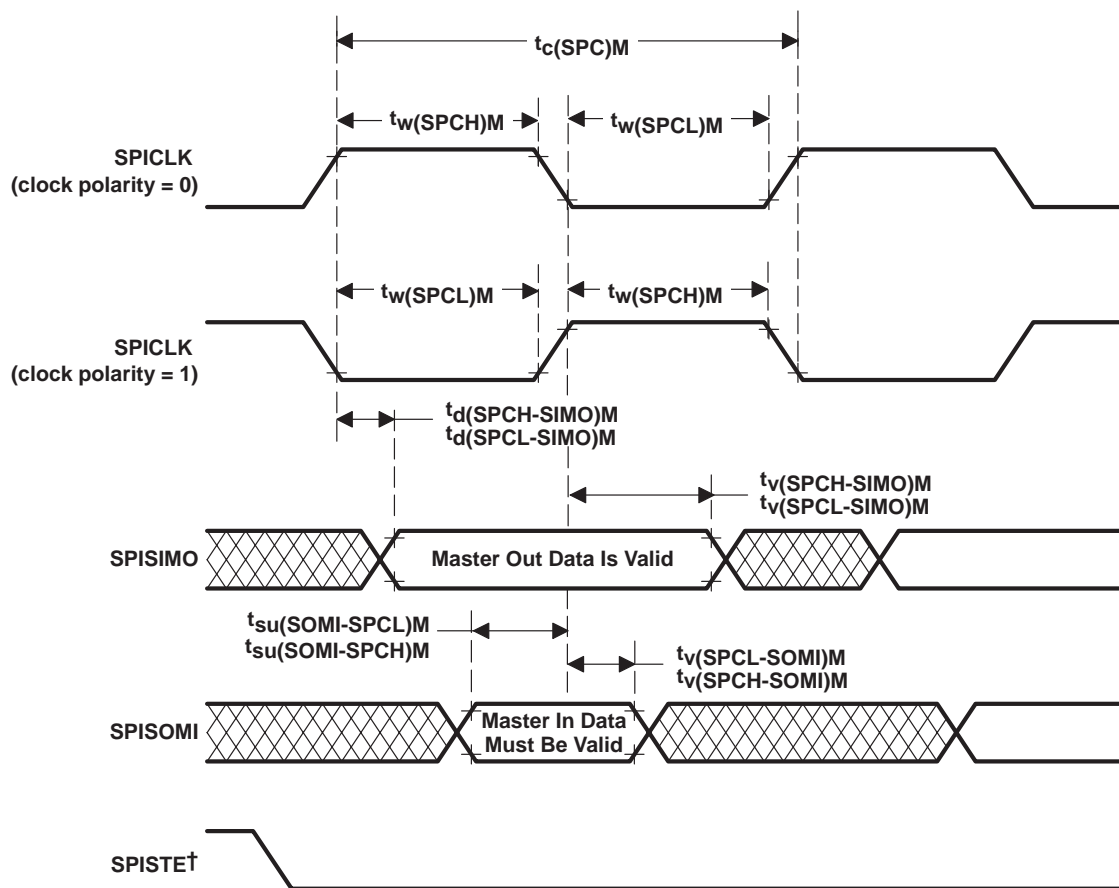 tc(SPC)M
tw(SPCH)M
tw(SPCL)M
SPICLK
(clock polarity = 0)
tw(SPCL)M
tw(SPCH)M
SPICLK
(clock polarity = 1)
td(SPCH-SIMO)M
td(SPCL-SIMO)M
tv(SPCH-SIMO)M
tv(SPCL-SIMO)M
SPISIMO
Master Out Data Is Valid
tsu(SOMI-SPCL)M
tsu(SOMI-SPCH)M
tv(SPCL-SOMI)M
tv(SPCH-SOMI)M
SPISOMI
Master In Data
Must Be Valid
SPISTE†